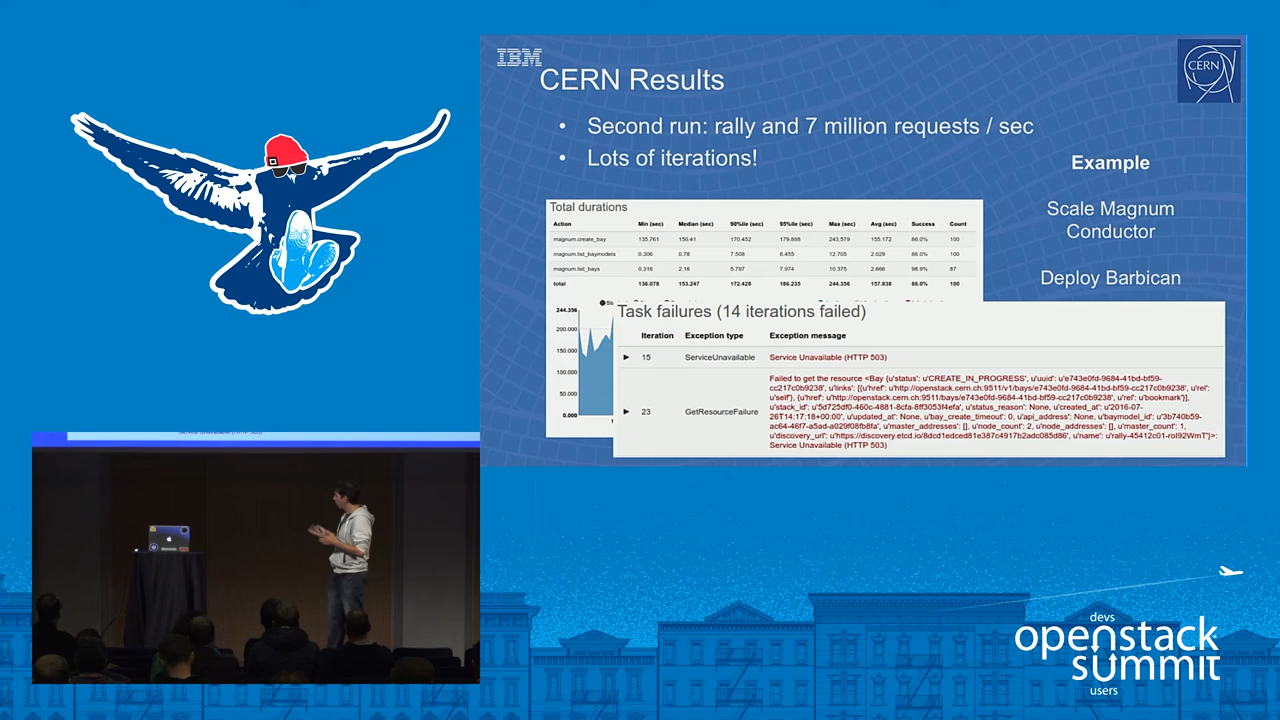 IBM
CERN Results
CERN
• Second run: rally and 7 million requests / sec
• Lots of iterations!
Example
Scale Magnum
Conductor
Deploy Barbican
Total durations
Action Min (sec) Median (sec) 90%ile (sec) 95%ile (sec) Max (sec) Avg (sec) Success Count
magnum.create_bay 135.761 150.41 170.452 179.888 243.579 155.172 86.0% 100
magnum.list_baymodels 0.306 0.78 7.508 8.455 12.705 2.029 86.0% 100
magnum.list_bays 0.316 2.16 5.797 7.974 10.375 2.666 98.9% 87
total 136.078 153.247 172.428 186.235 244.356 157.838 86.0% 100
244.356
200.000
150.000
100.000
50.000
0.000
Task failures (14 iterations failed)
Iteration Exception type Exception message
▶ 15 ServiceUnavailable Service Unavailable (HTTP 503)
▶ 23 GetResourceFailure
Failed to get the resource <Bay {u'status': u'CREATE_IN_PROGRESS', u'uuid': u'e743e0fd-9684-41bd-bf59-
cc217c0b9238', u'links': [{u'href': u'http://openstack.cern.ch:9511/v1/bays/e743e0fd-9684-41bd-bf59-cc217c0b9238', u'rel':
u'self'}, {u'href': u'http://openstack.cern.ch:9511/bays/e743e0fd-9684-41bd-bf59-cc217c0b9238', u'rel': u'bookmark'}],
u'stack_id': u'5d725df0-460c-4881-8cfa-8ff3053f4efa', u'status_reason': None, u'created_at': u'2016-07-
26T14:17:18+00:00', u'updated_at': None, u'bay_create_timeout': 0, u'api_address': None, u'baymodel_id': u'3b740b59-
ac64-46f7-a5ad-a029f08fb8fa', u'master_addresses': [], u'node_count': 2, u'node_addresses': [], u'master_count': 1,
u'discovery_url': u'https://discovery.etcd.io/8dcd1edced81e387c4917b2adc085d86', u'name': u'rally-45412c01-rol92WmT'}>:
Service Unavailable (HTTP 503)
devs
openstack
summit
users